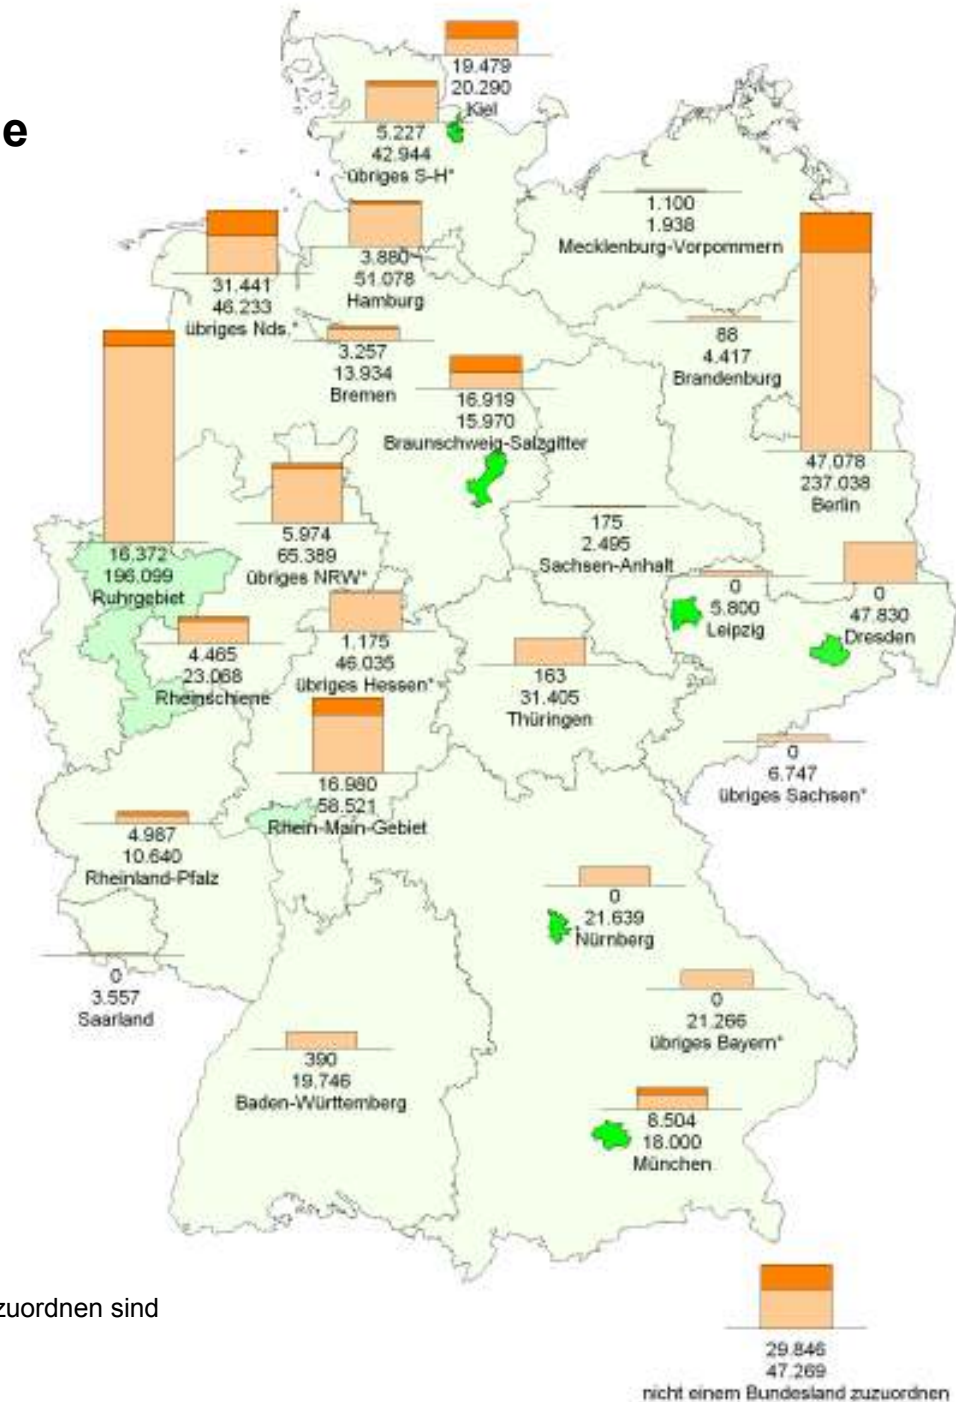 e
19.479
20.290
Kiel
5.227
42.944
übriges S-H*
1.100
1.938
Mecklenburg-Vorpommern
3.880
51.078
Hamburg
31.441
46.233
übriges Nds.*
88
4.417
Brandenburg
3.257
13.934
Bremen
16.919
15.970
Braunschweig-Salzgitter
47.078
237.038
Berlin
5.974
65.389
übriges NRW*
175
2.495
Sachsen-Anhalt
16.372
196.099
Ruhrgebiet
0
5.800
Leipzig
0
47.830
Dresden
4.465
23.068
Rheinschiene
1.175
46.035
übriges Hessen*
163
31.405
Thüringen
0
6.747
übriges Sachsen*
16.980
58.521
Rhein-Main-Gebiet
4.987
10.640
Rheinland-Pfalz
0
21.639
Nürnberg
0
3.557
Saarland
0
21.266
übriges Bayern*
390
19.746
Baden-Württemberg
8.504
18.000
München
zuordnen sind
29.846
47.269
nicht einem Bundesland zuzuordnen